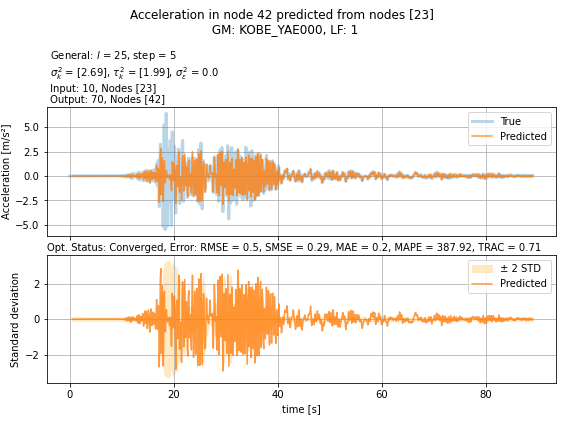 Acceleration in node 42 predicted from nodes [23]
GM: KOBE_YAE000, LF: 1
General: l = 25, step = 5
σ²ₖ = [2.69], τ²ₖ = [1.99], σ²ε = 0.0
Input: 10, Nodes [23]
Output: 70, Nodes [42]
Acceleration [m/s²]
5.0
2.5
0.0
−2.5
−5.0
True
Predicted
Opt. Status: Converged, Error: RMSE = 0.5, SMSE = 0.29, MAE = 0.2, MAPE = 387.92, TRAC = 0.71
Standard deviation
2
0
−2
± 2 STD
Predicted
0 20 40 60 80
time [s]